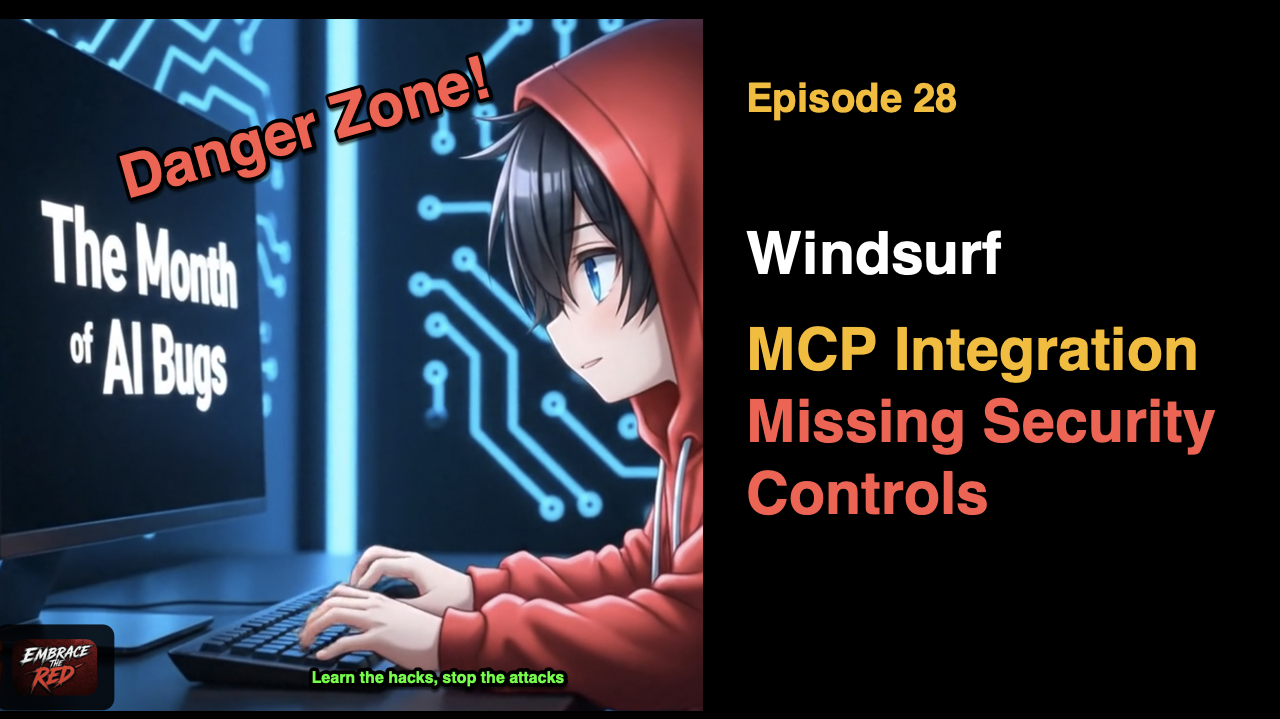 Danger Zone!
The Month
of AI Bugs
EMBRACE
THE
RED
Learn the hacks, stop the attacks
Episode 28
Windsurf
MCP Integration
Missing Security
Controls